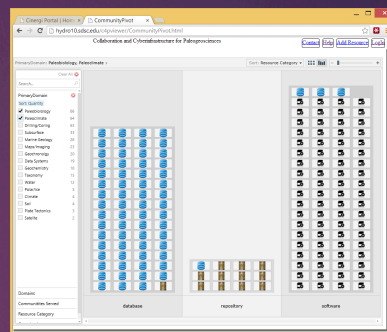 Cinergi Portal | Home
CommunityPivot
hydro10.sdsc.edu/c4pviewer/CommunityPivot.html
Collaboration and Cyberinfrastructure for Paleogeosciences
Contact Help Add Resource Login
PrimaryDomain: Paleobiology, Paleoclimate
Sort: Resource Category
Clear All
Search...
PrimaryDomain
Sort: Quantity
Paleobiology
Paleoclimate
Drilling/Coring
Subsurface
Marine Geology
Maps/Imaging
Geochronology
Data Systems
Geochemistry
Taxonomy
Water
Polar/Ice
Climate
Soil
Plate Tectonics
Satellite
Domains
Communities Served
Resource Category
database
repository
software